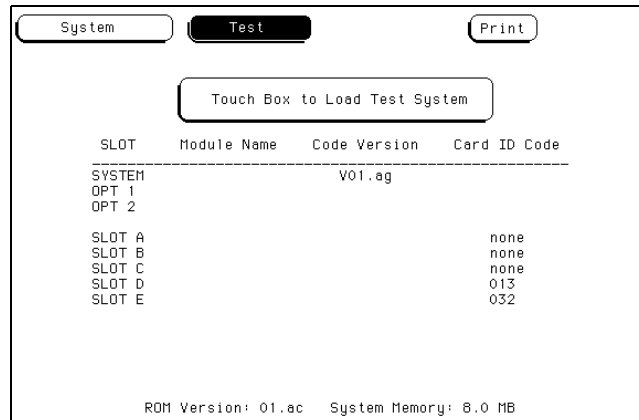 System Test Print
Touch Box to Load Test System
SLOT Module Name Code Version Card ID Code
SYSTEM V01.ag
OPT 1
OPT 2
SLOT A none
SLOT B none
SLOT C none
SLOT D 013
SLOT E 032
ROM Version: 01.ac System Memory: 8.0 MB